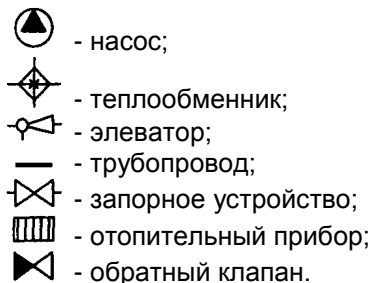 - насос;
- теплообменник;
- элеватор;
- трубопровод;
- запорное устройство;
- отопительный прибор;
- обратный клапан.